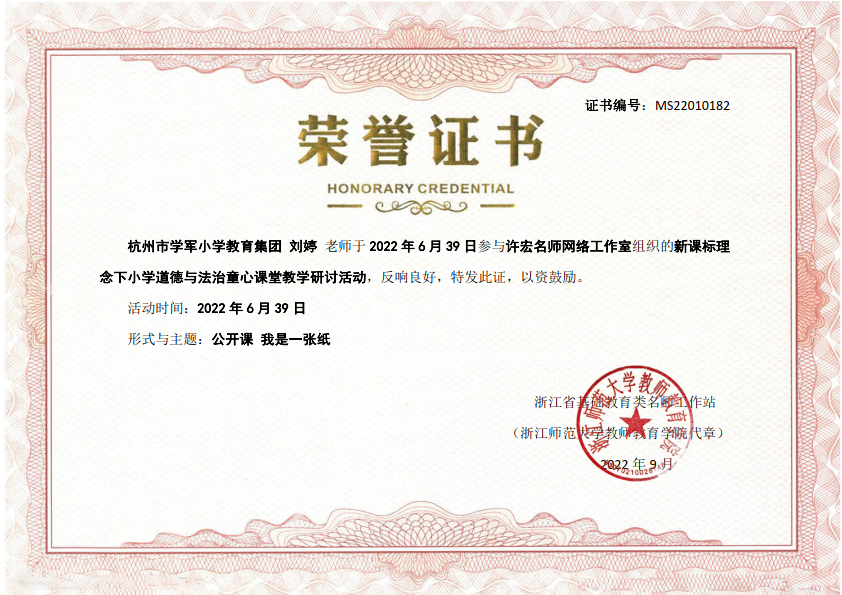 证书编号：MS22010182
荣誉证书
HONORARY CREDENTIAL
杭州市学军小学教育集团 刘婷 老师于 2022 年 6 月 39 日参与许宏名师网络工作室组织的新课标理
念下小学道德与法治童心课堂教学研讨活动，反响良好，特发此证，以资鼓励。
活动时间：2022 年 6 月 39 日
形式与主题：公开课 我是一张纸
浙江省基础教育类名师工作站
（浙江师范大学教师教育学院代章）
2022 年 9 月
浙江师范大学教师教育学院